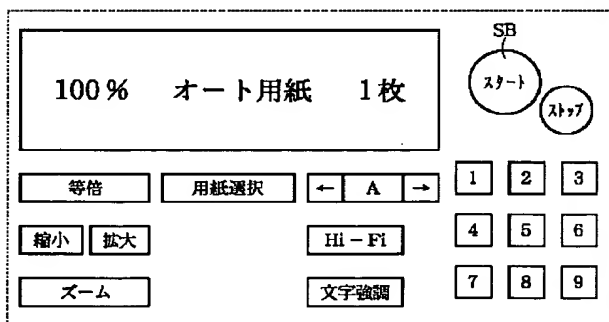 SB
100% オート用紙 1枚
スタート
ストップ
等倍 用紙選択 ← A → 1 2 3
縮小 拡大 Hi-Fi 4 5 6
ズーム 文字強調 7 8 9